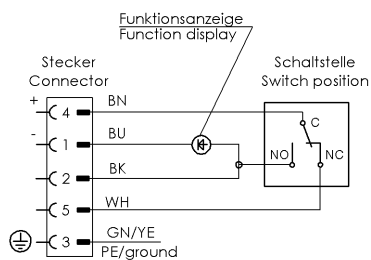 Funktionsanzeige
Function display
Stecker
Connector
Schaltstelle
Switch position
+ 4 BN
- 1 BU
2 BK
5 WH
3 GN/YE
PE/ground
C
NO
NC